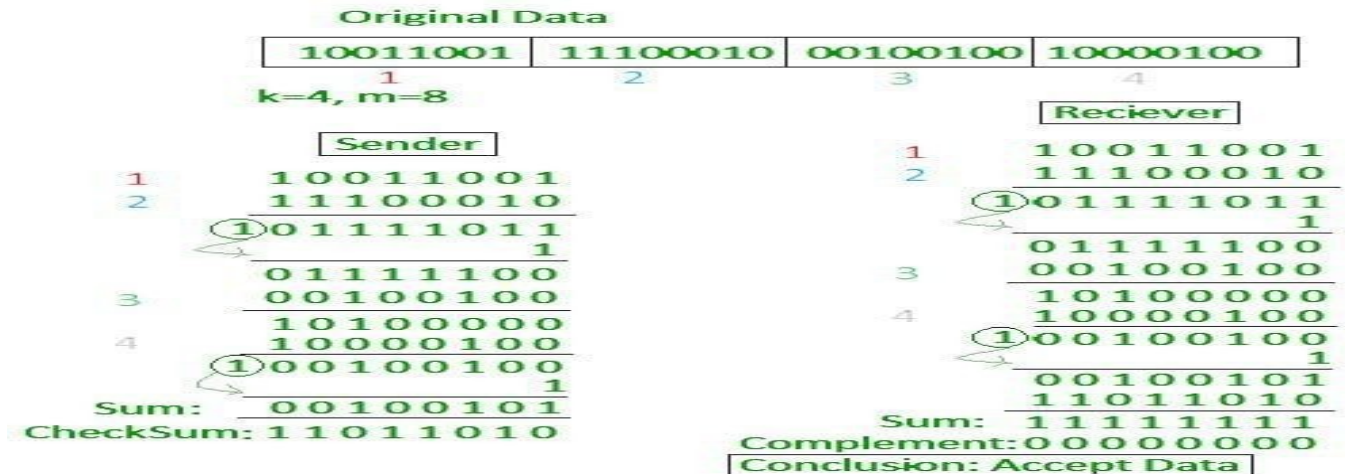 Original Data
10011001 11100010 00100100 10000100
1 2 3 4
k=4, m=8
Sender
1 10011001
2 11100010
1 01111011
1
01111100
3 00100100
10100000
4 10000100
1 00100100
1
Sum: 00100101
CheckSum: 11011010
Reciever
1 10011001
2 11100010
1 01111011
1
01111100
3 00100100
10100000
4 10000100
1 00100100
1
00100101
11011010
Sum: 11111111
Complement: 00000000
Conclusion: Accept Data